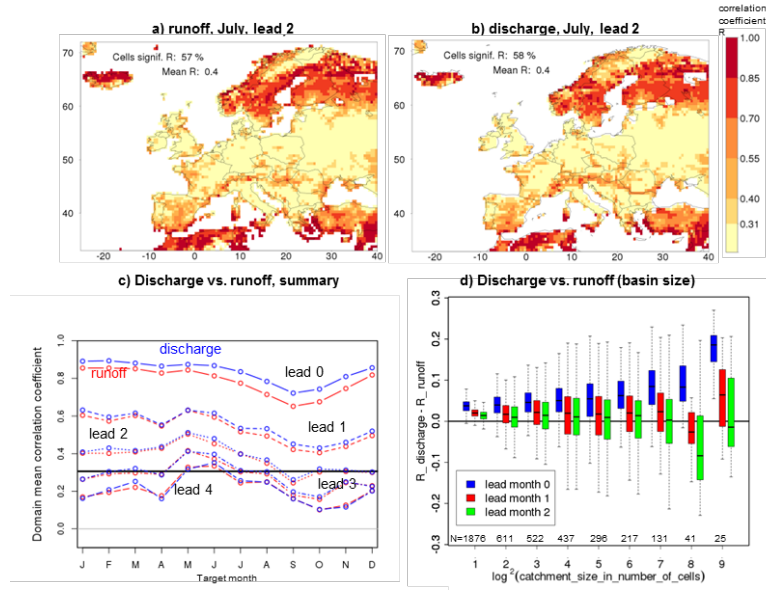 correlation
coefficient
R
a) runoff, July, lead 2
b) discharge, July, lead 2
Cells signif. R: 57 %
Mean R: 0.4
70
60
50
40
-20
-10
0
10
20
30
40
Cells signif. R: 58 %
Mean R: 0.4
70
60
50
40
-20
-10
0
10
20
30
40
1.00
0.85
0.70
0.55
0.40
0.31
c) Discharge vs. runoff, summary
d) Discharge vs. runoff (basin size)
Domain mean correlation coefficient
1.0
0.8
0.6
0.4
0.2
0.0
discharge
runoff
lead 0
lead 1
lead 2
lead 3
lead 4
J F M A M J J A S O N D
Target month
R_discharge - R_runoff
0.3
0.2
0.1
0.0
-0.1
-0.2
-0.3
lead month 0
lead month 1
lead month 2
N=1876 611 522 437 296 217 131 41 25
1 2 3 4 5 6 7 8 9
log2(catchment_size_in_number_of_cells)